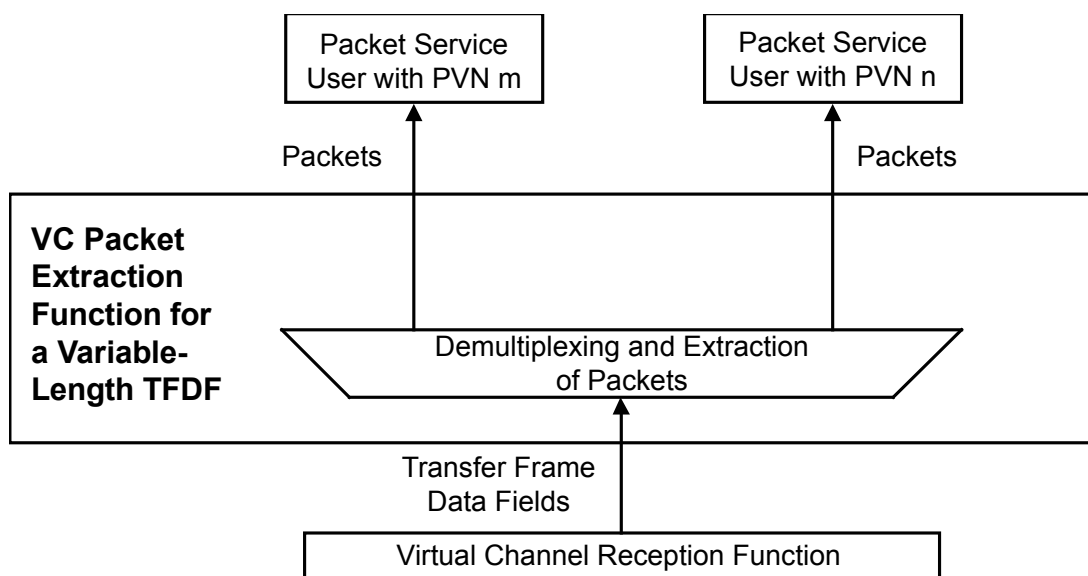 Packet Service
User with PVN m
Packet Service
User with PVN n
Packets
Packets
VC Packet
Extraction
Function for
a Variable-
Length TFDF
Demultiplexing and Extraction
of Packets
Transfer Frame
Data Fields
Virtual Channel Reception Function